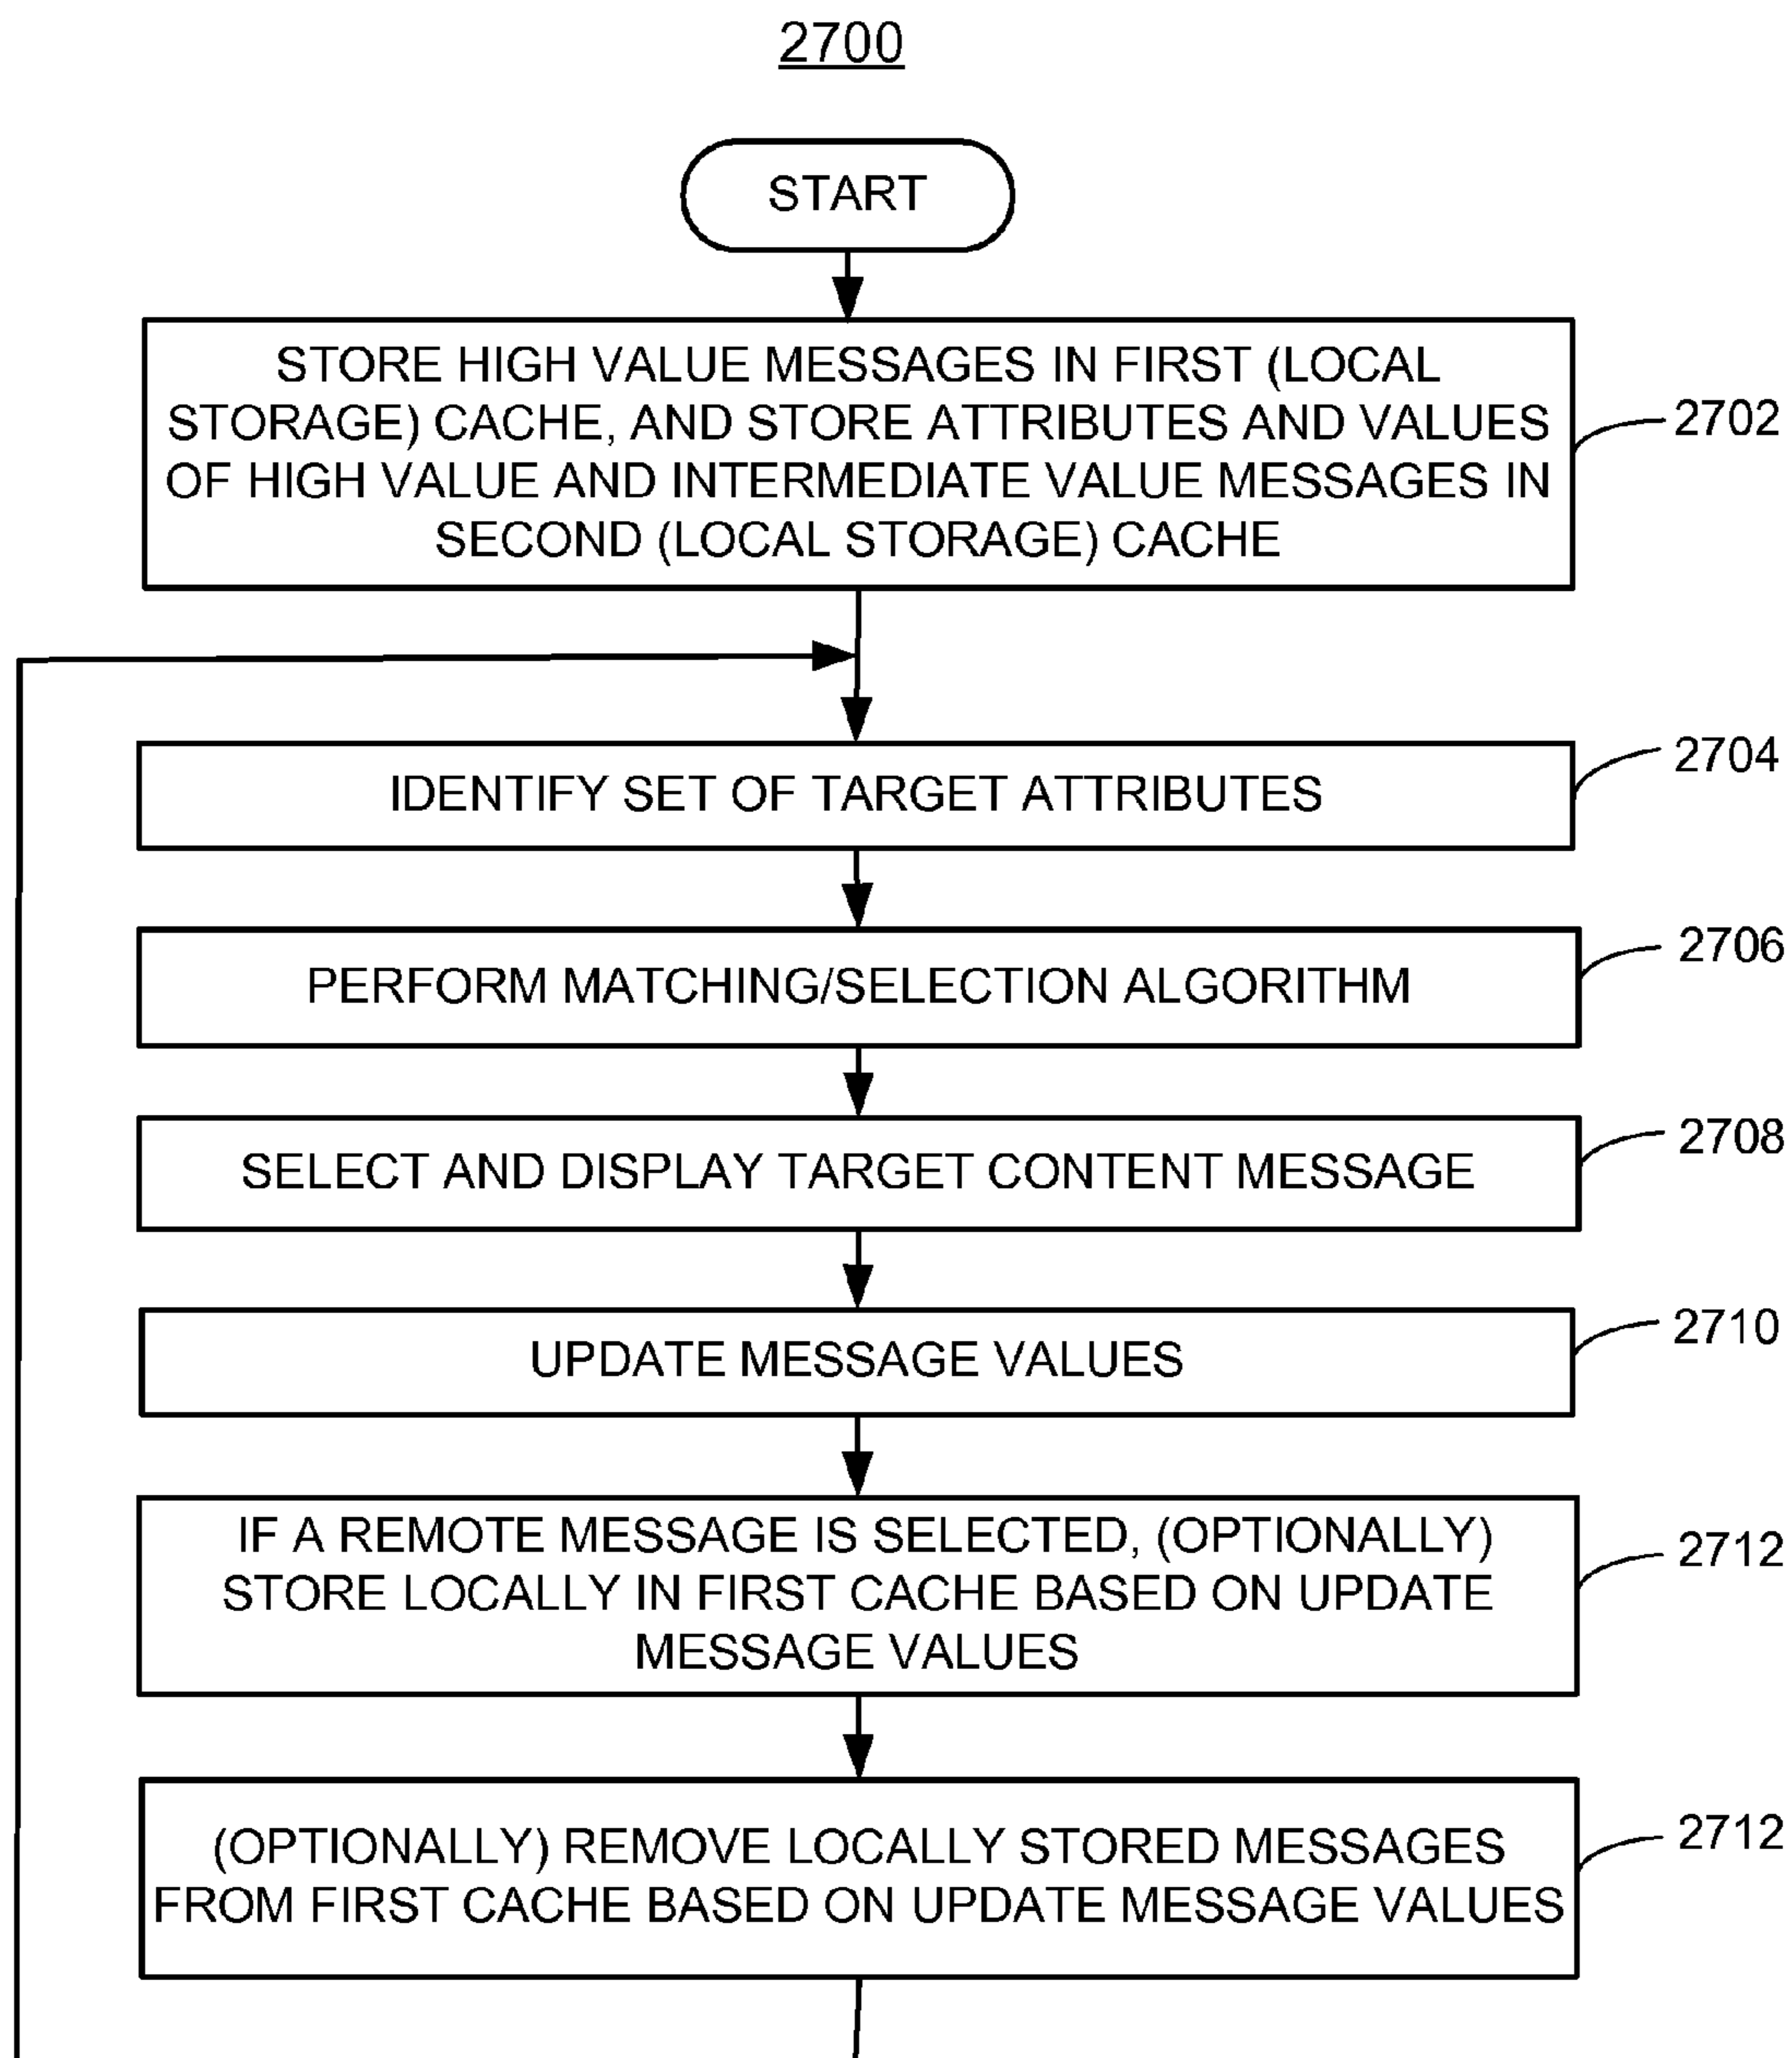 2700
START
STORE HIGH VALUE MESSAGES IN FIRST (LOCAL
STORAGE) CACHE, AND STORE ATTRIBUTES AND VALUES
OF HIGH VALUE AND INTERMEDIATE VALUE MESSAGES IN
SECOND (LOCAL STORAGE) CACHE
2702
IDENTIFY SET OF TARGET ATTRIBUTES
2704
PERFORM MATCHING/SELECTION ALGORITHM
2706
SELECT AND DISPLAY TARGET CONTENT MESSAGE
2708
UPDATE MESSAGE VALUES
2710
IF A REMOTE MESSAGE IS SELECTED, (OPTIONALLY)
STORE LOCALLY IN FIRST CACHE BASED ON UPDATE
MESSAGE VALUES
2712
(OPTIONALLY) REMOVE LOCALLY STORED MESSAGES
FROM FIRST CACHE BASED ON UPDATE MESSAGE VALUES
2712